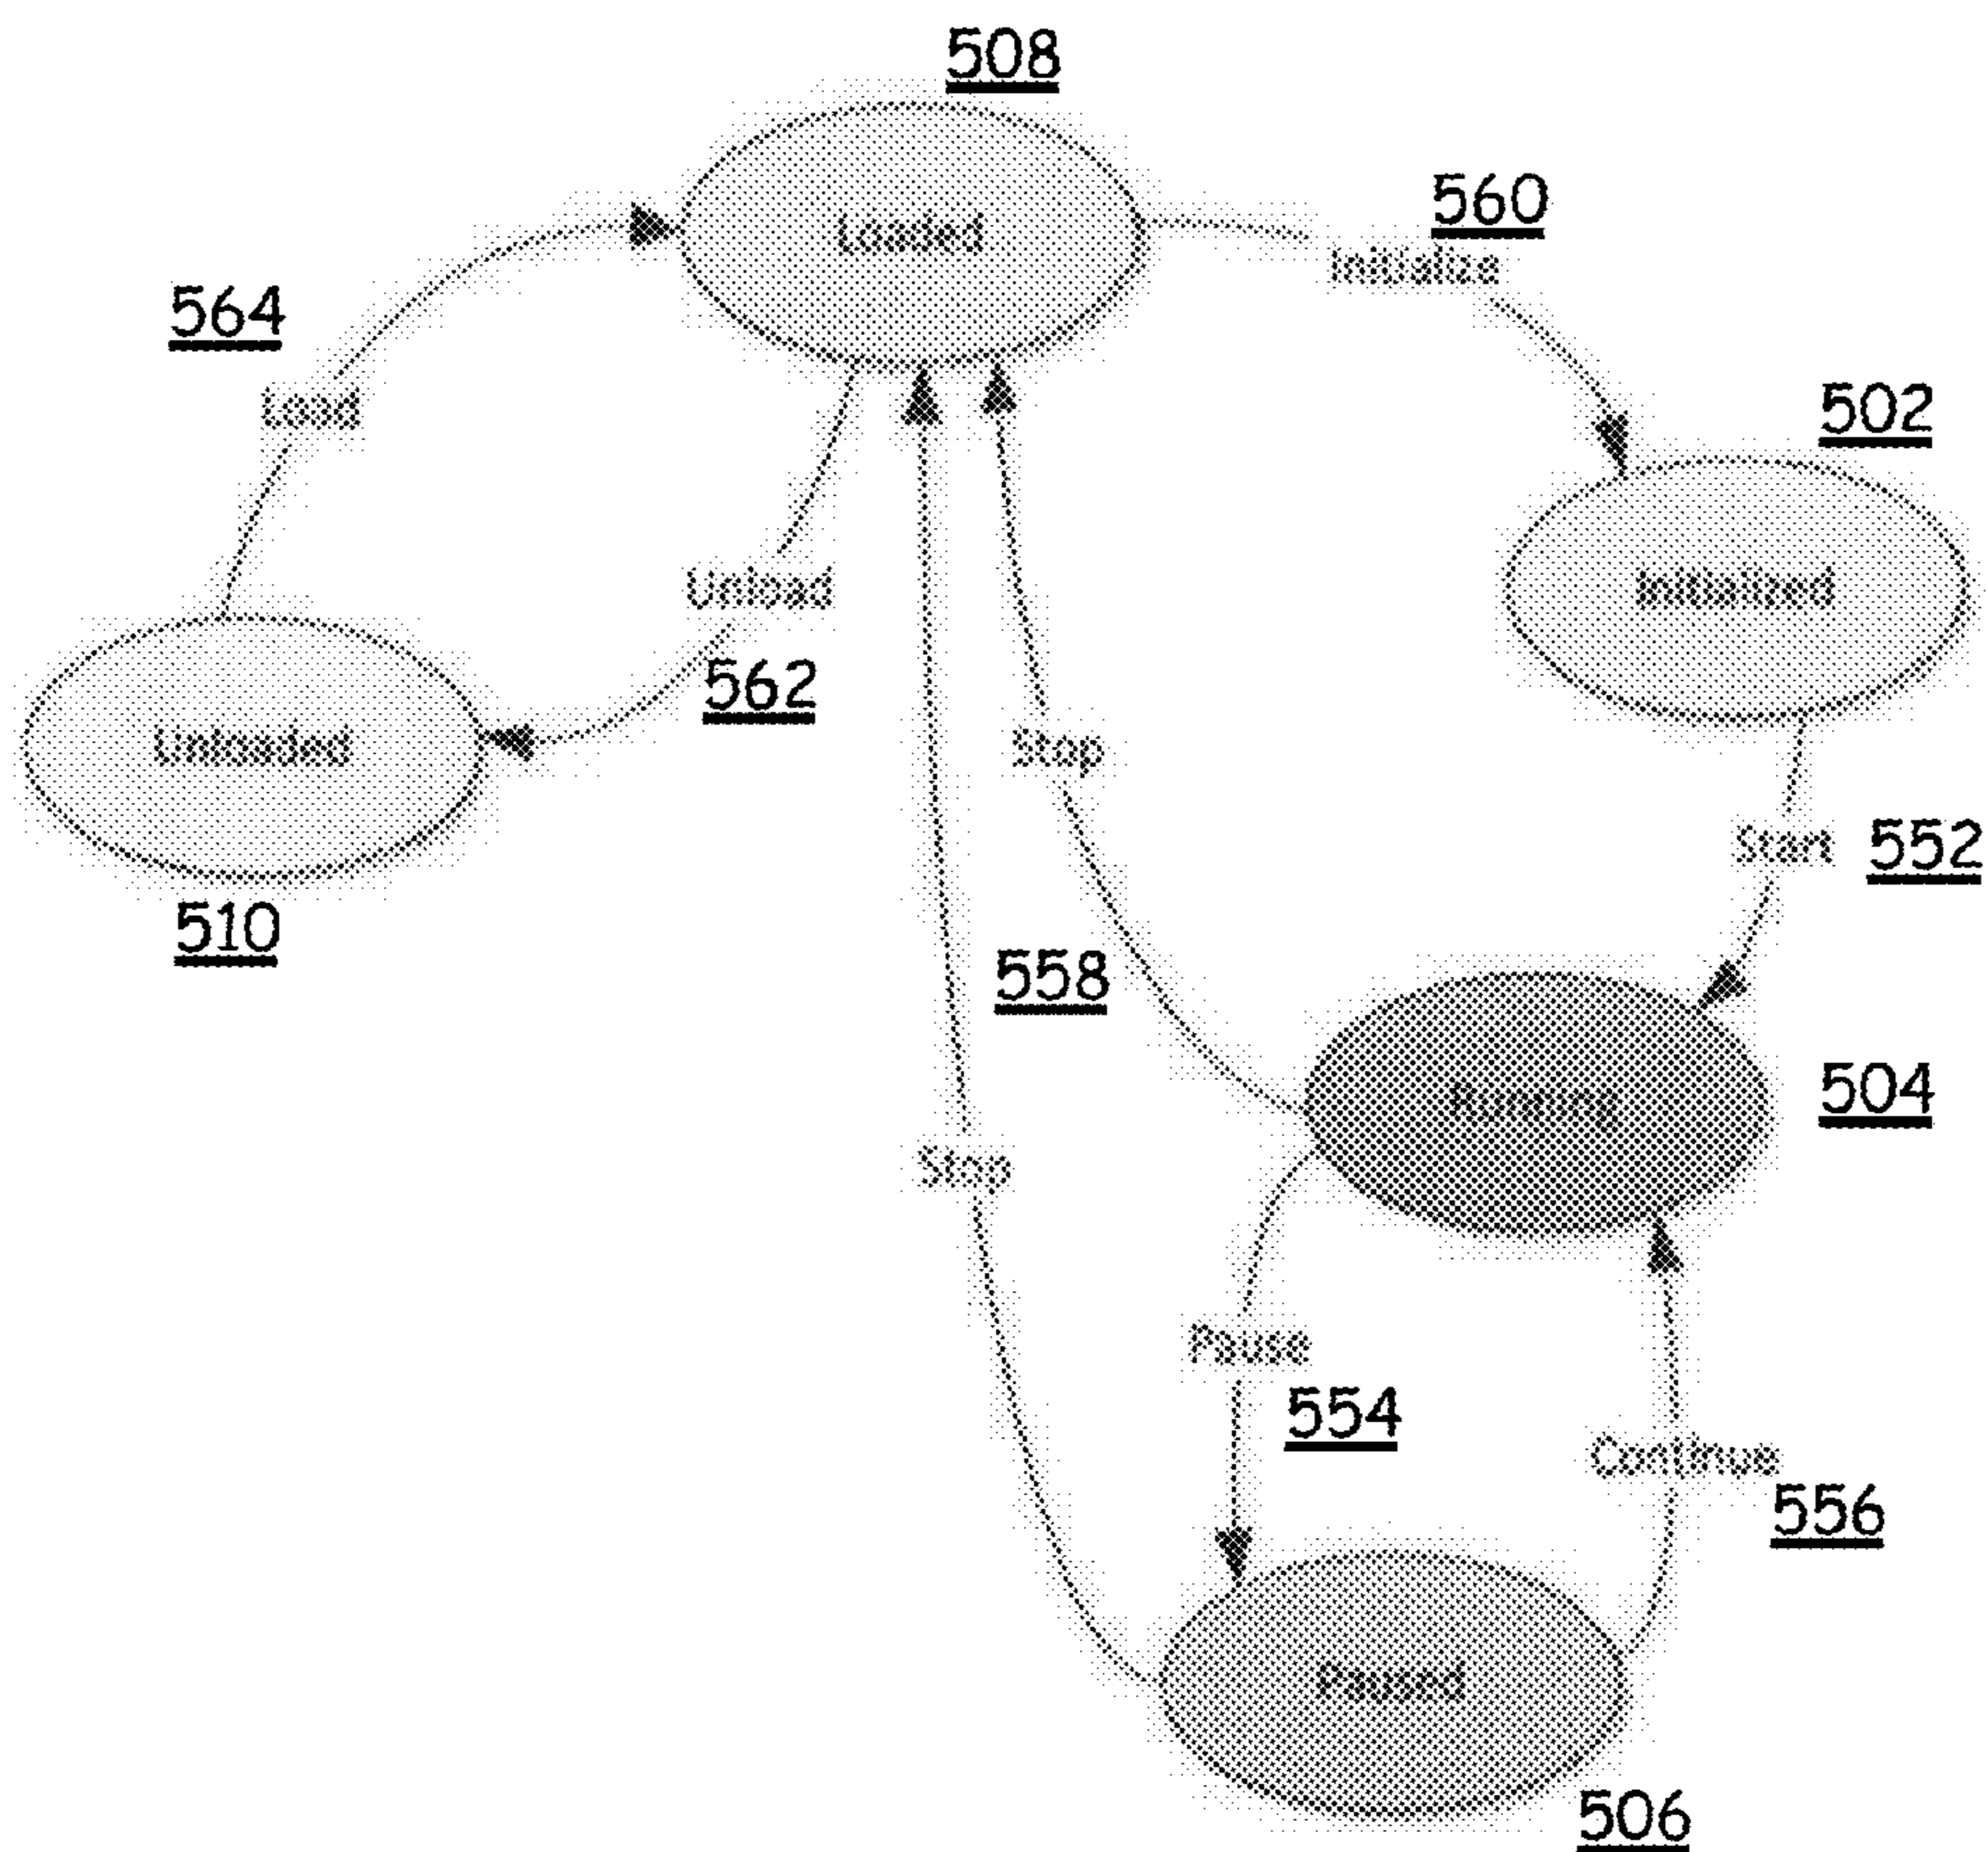 508
Loaded
560
Initialize
564
Load
502
Initialized
Unload
562
Unloaded
510
Stop
Start
552
558
Running
504
Stop
Pause
554
Continue
556
Paused
506